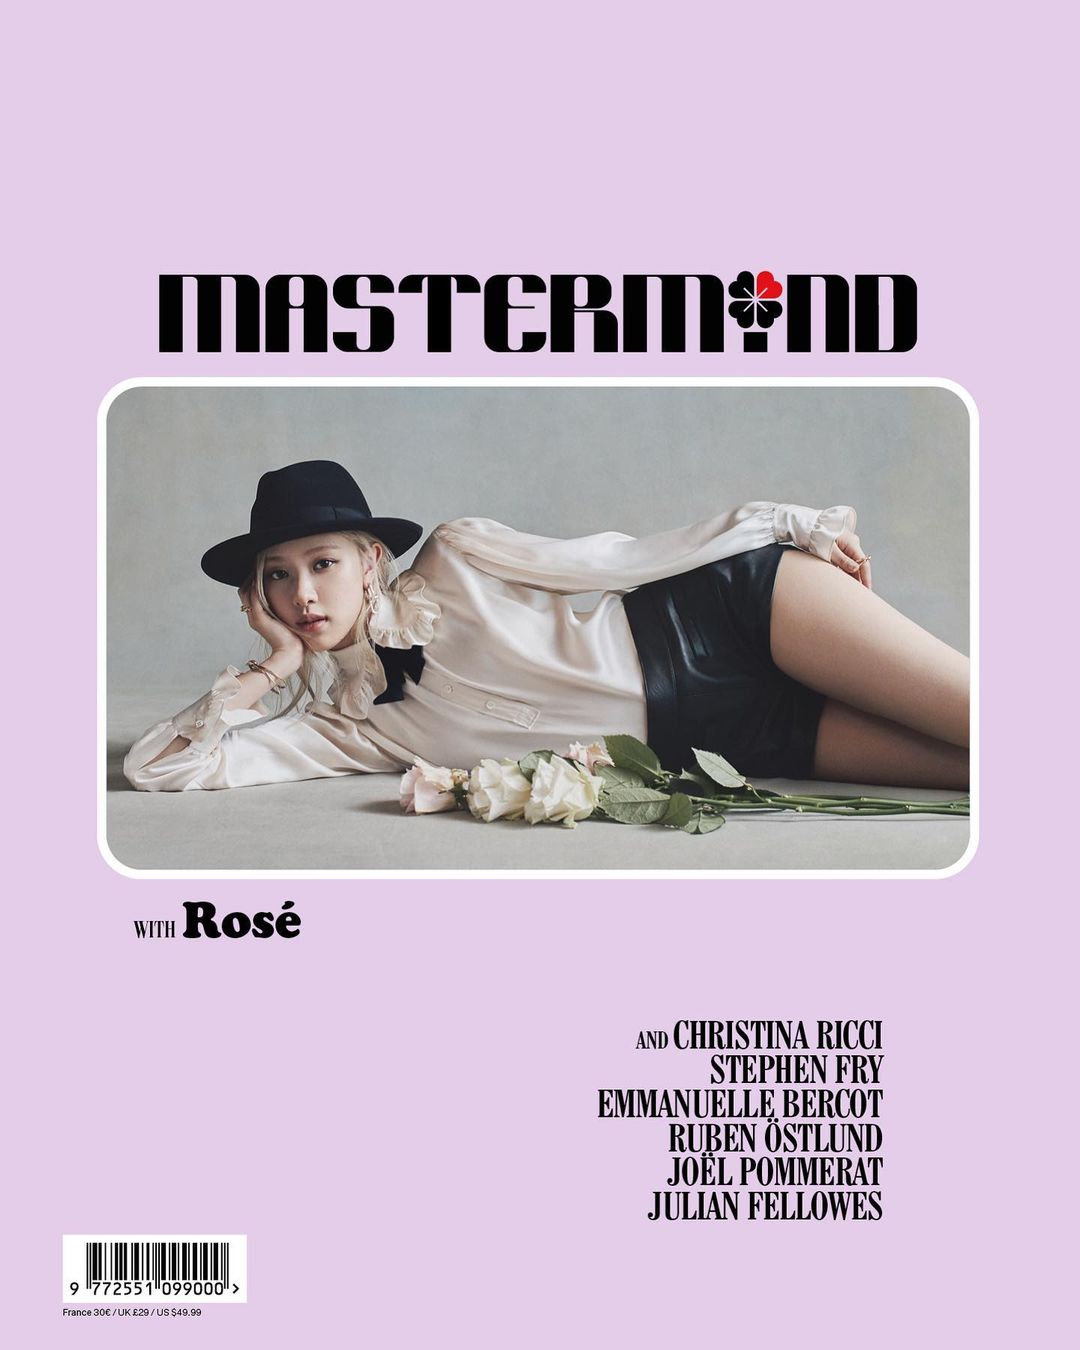 MASTERMIND
WITH Rosé
AND CHRISTINA RICCI
STEPHEN FRY
EMMANUELLE BERCOT
RUBEN ÖSTLUND
JOËL POMMERAT
JULIAN FELLOWES
9 772551 099000 >
France 30€ / UK £29 / US $49.99